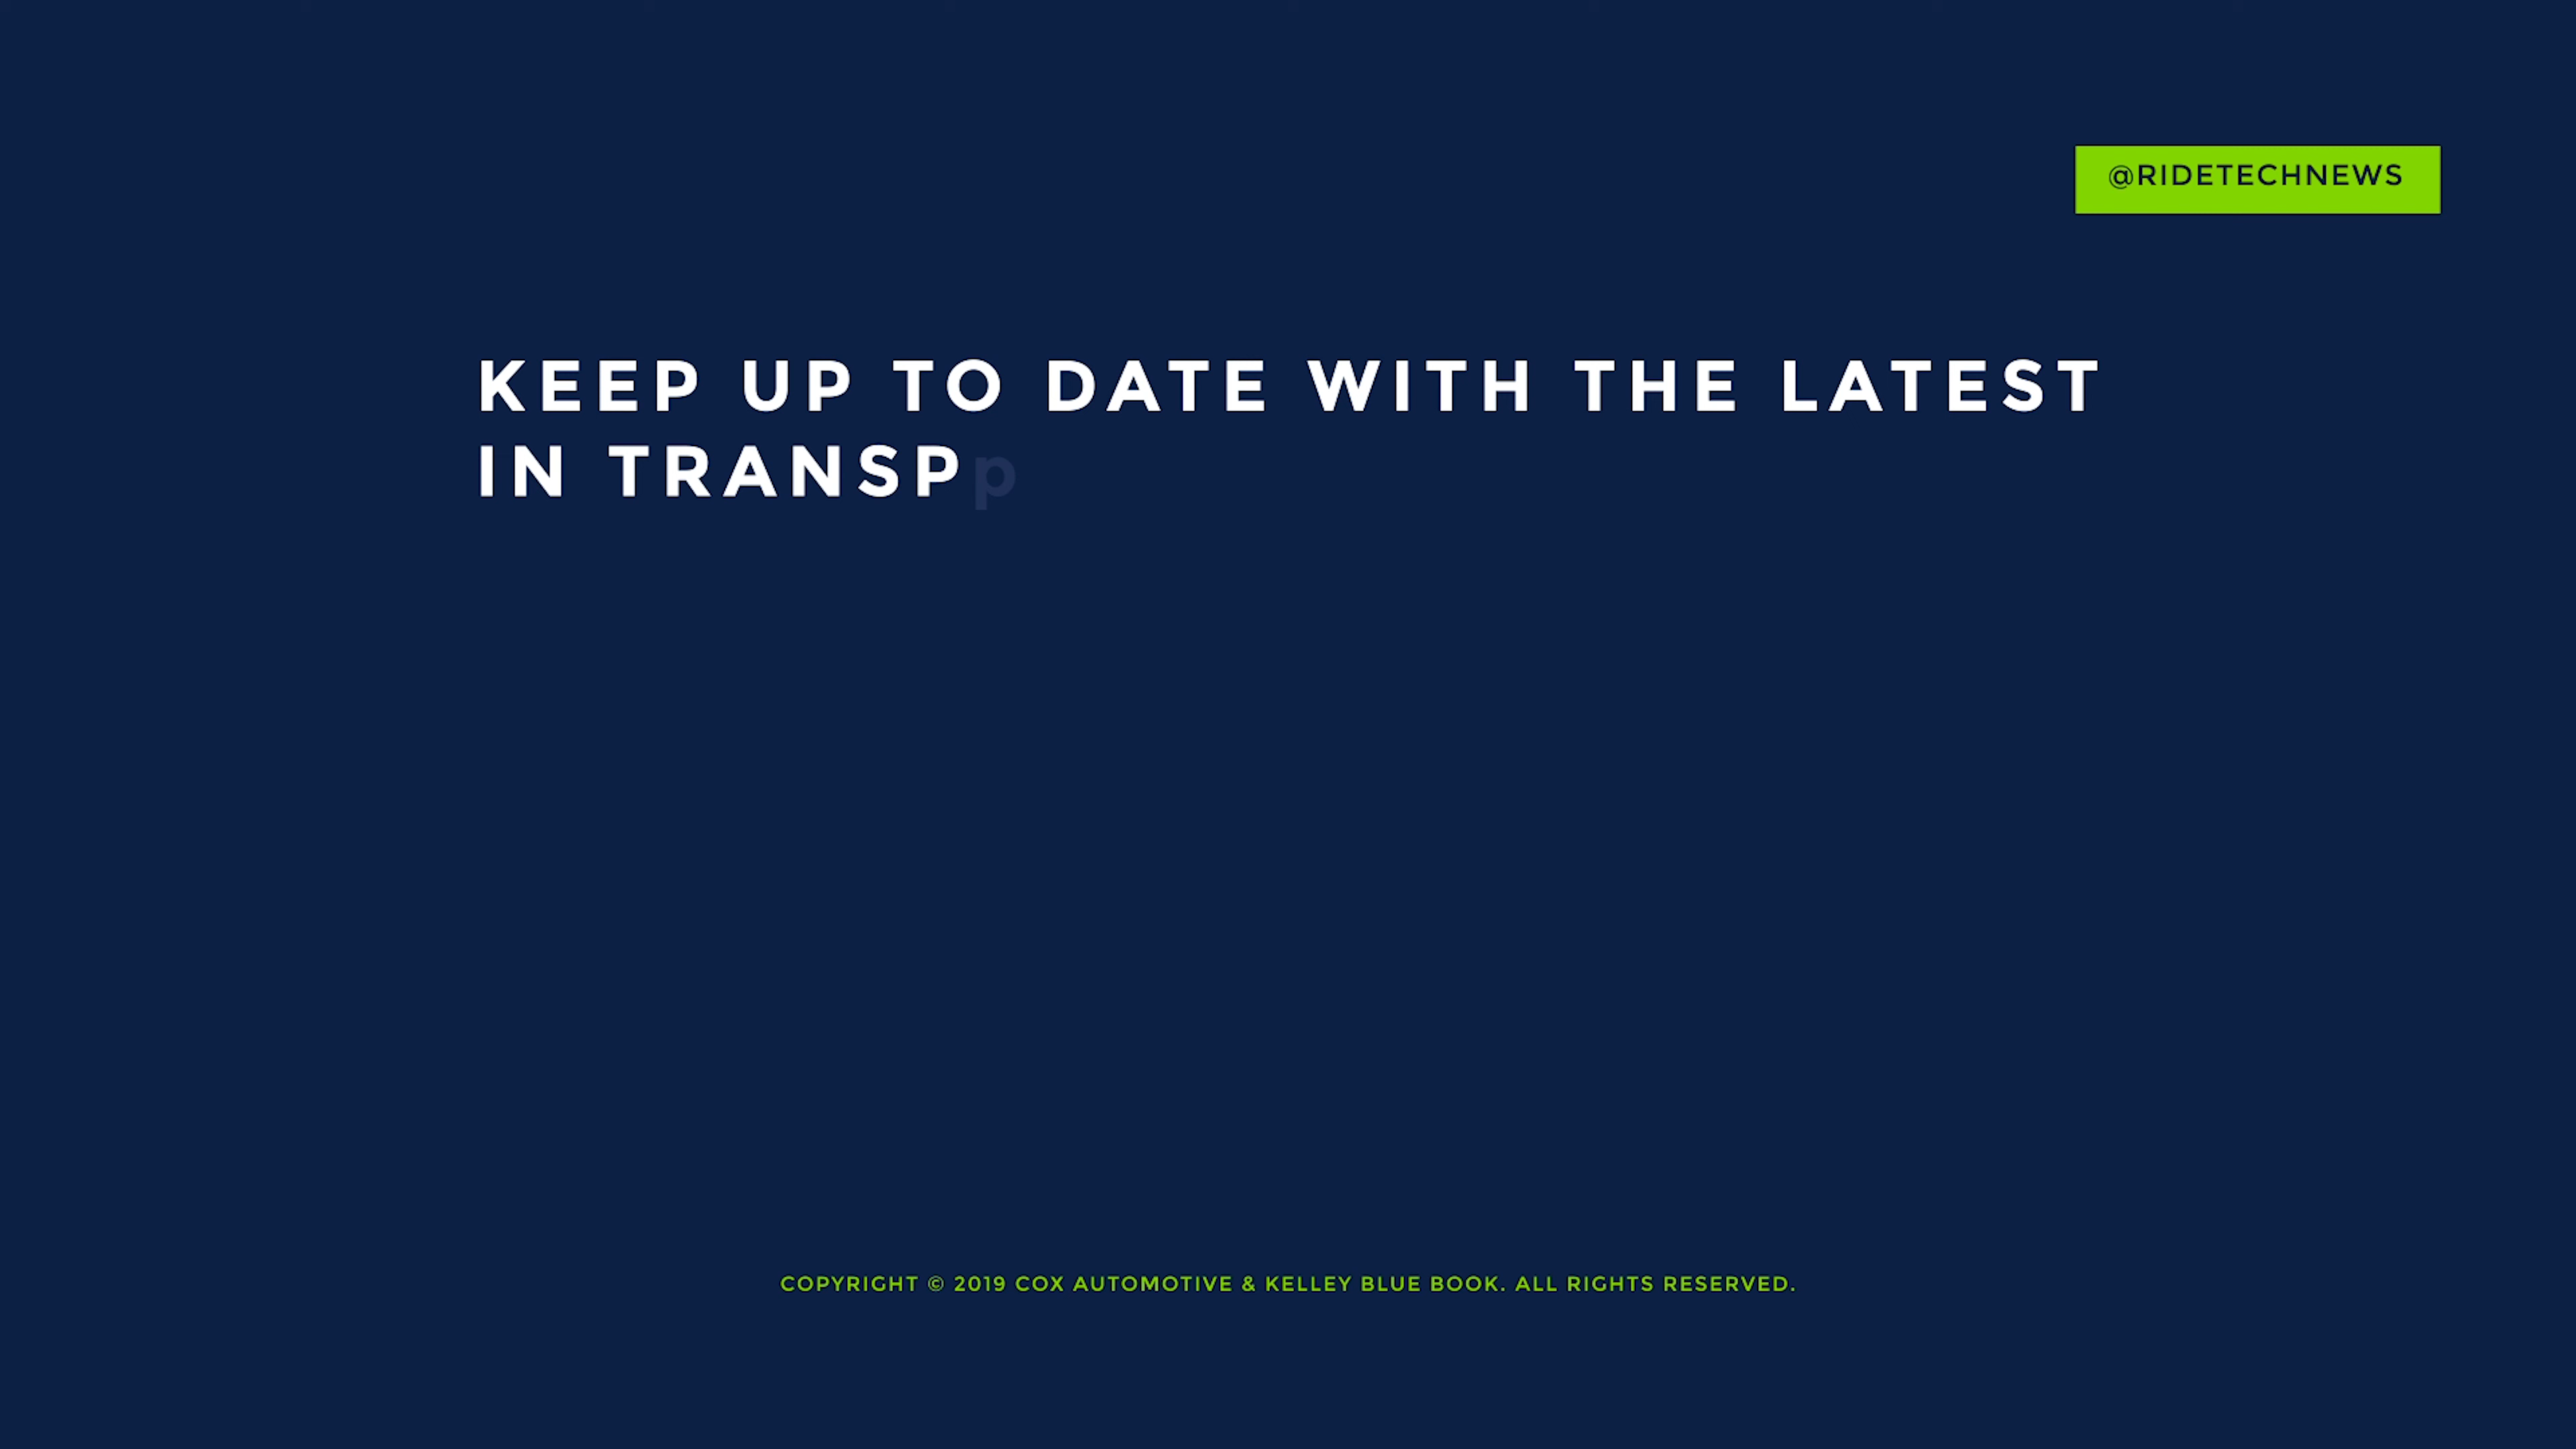 @RIDETECHNEWS
KEEP UP TO DATE WITH THE LATEST
IN TRANSPp
COPYRIGHT © 2019 COX AUTOMOTIVE & KELLEY BLUE BOOK. ALL RIGHTS RESERVED.